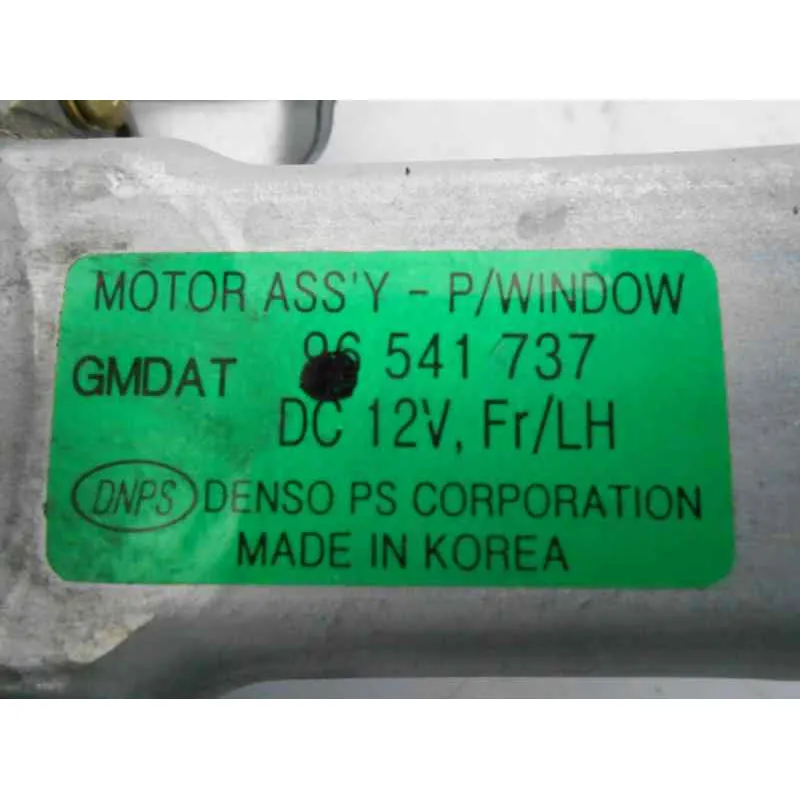 MOTOR ASS'Y - P/WINDOW
GMDAT 96 541 737
DC 12V, Fr/LH
DNPS DENSO PS CORPORATION
MADE IN KOREA